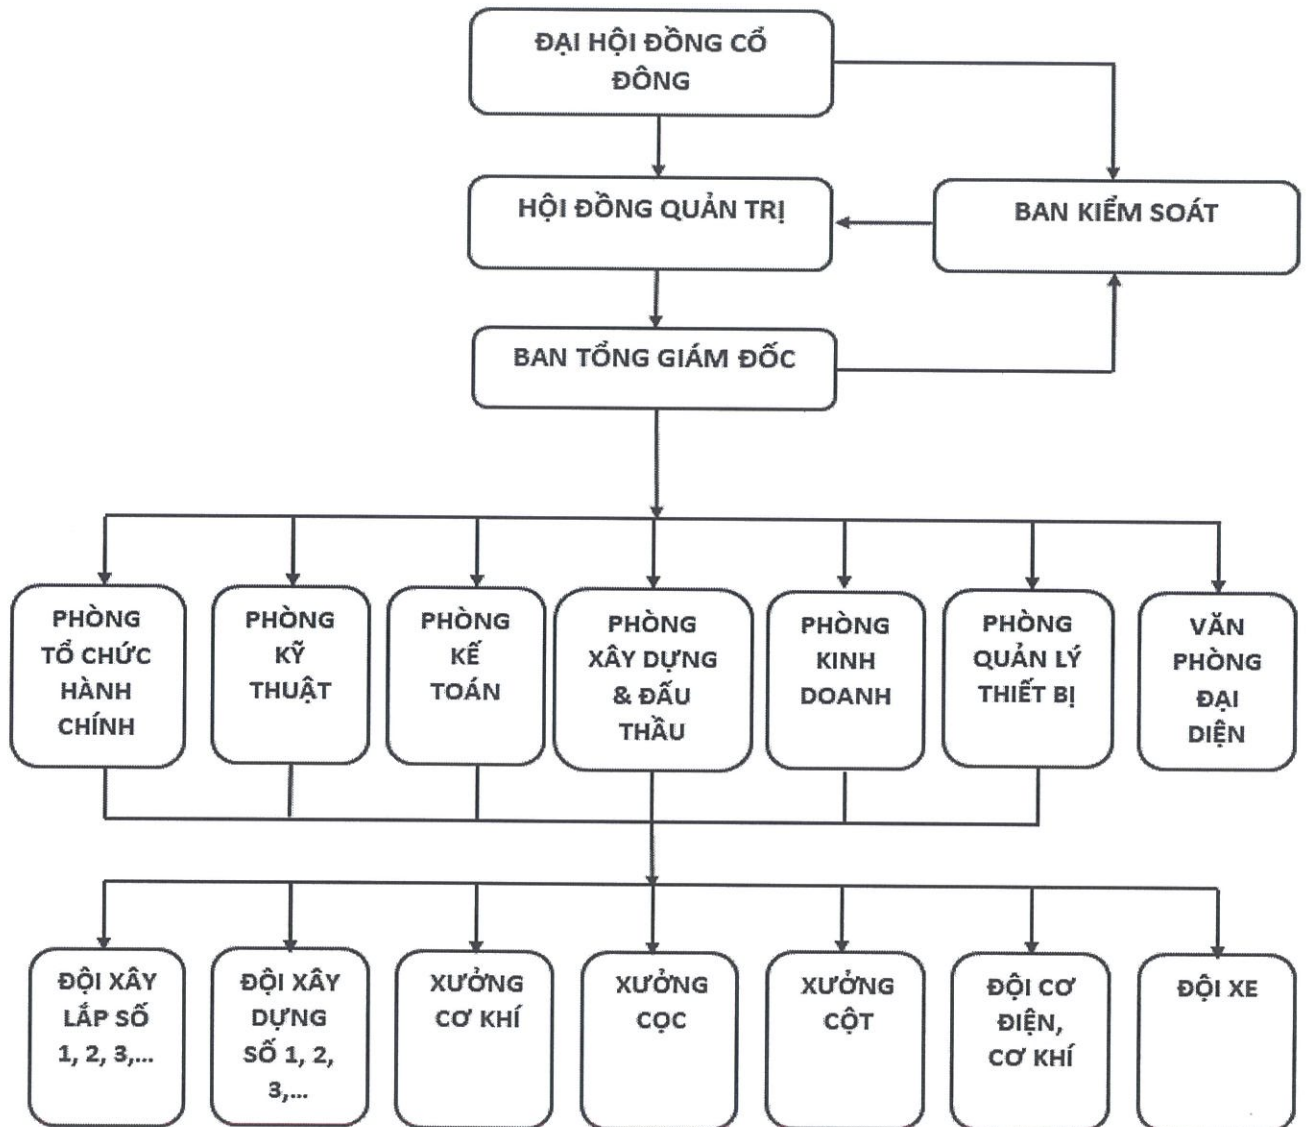 ĐẠI HỘI ĐỒNG CỔ
ĐÔNG
HỘI ĐỒNG QUẢN TRỊ
BAN KIỂM SOÁT
BAN TỔNG GIÁM ĐỐC
PHÒNG
TỔ CHỨC
HÀNH
CHÍNH
PHÒNG
KỸ
THUẬT
PHÒNG
KẾ
TOÁN
PHÒNG
XÂY DỰNG
& ĐẤU
THẦU
PHÒNG
KINH
DOANH
PHÒNG
QUẢN LÝ
THIẾT BỊ
VĂN
PHÒNG
ĐẠI
DIỆN
ĐỘI XÂY
LẮP SỐ
1, 2, 3,...
ĐỘI XÂY
DỰNG
SỐ 1, 2,
3,...
XƯỞNG
CƠ KHÍ
XƯỞNG
CỌC
XƯỞNG
CỘT
ĐỘI CƠ
ĐIỆN,
CƠ KHÍ
ĐỘI XE